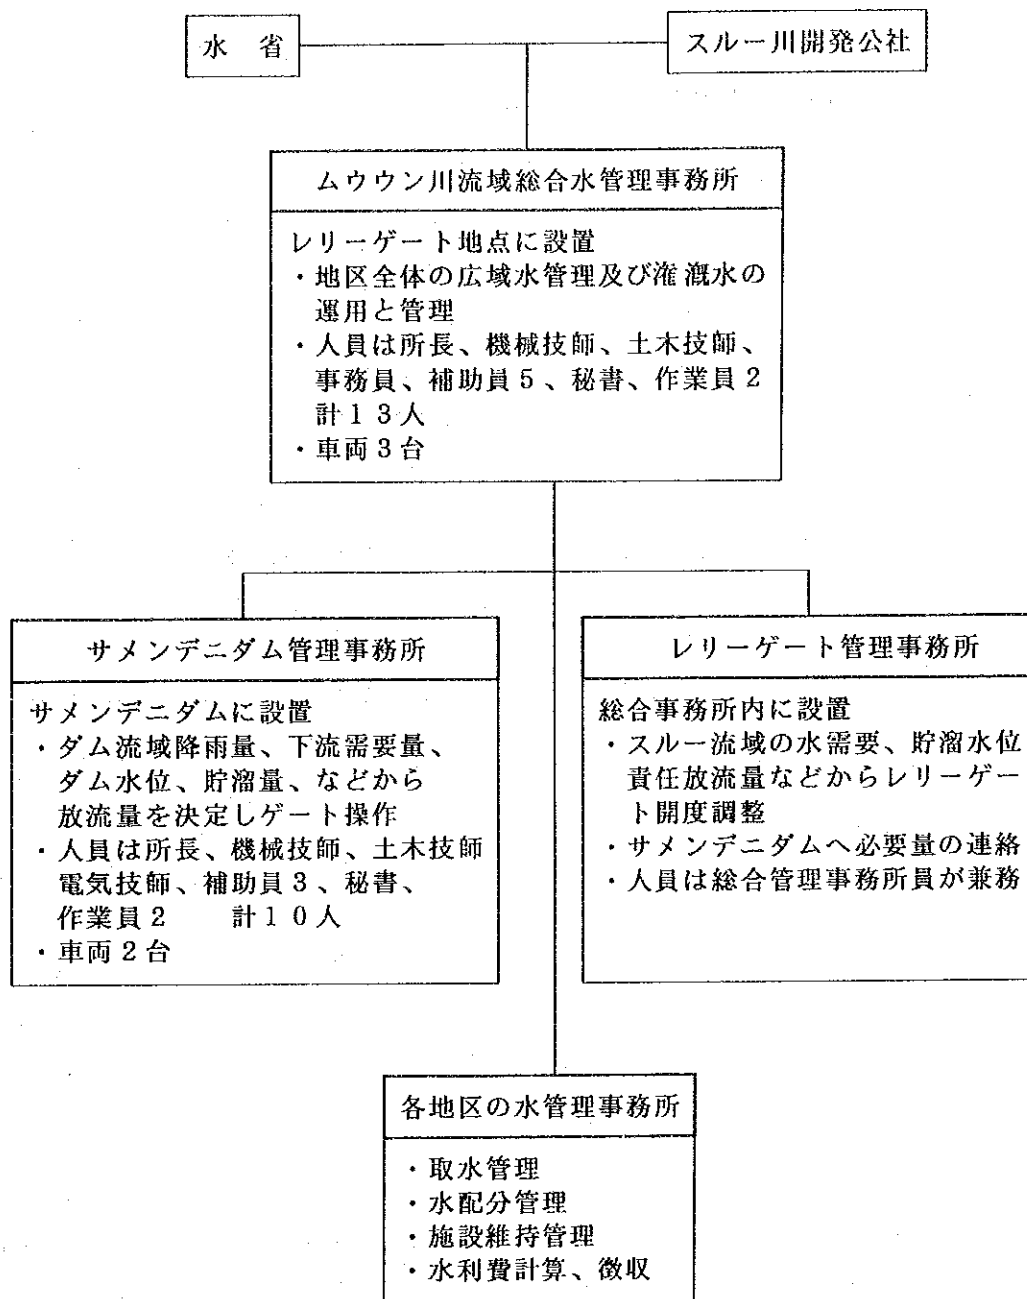 水 省
スルー川開発公社
ムウウン川流域総合水管理事務所
レリーゲート地点に設置
・地区全体の広域水管理及び灌漑水の
運用と管理
・人員は所長、機械技師、土木技師、
事務員、補助員5、秘書、作業員2
計13人
・車両3台
サメンデニダム管理事務所
サメンデニダムに設置
・ダム流域降雨量、下流需要量、
ダム水位、貯溜量、などから
放流量を決定しゲート操作
・人員は所長、機械技師、土木技師
電気技師、補助員3、秘書、
作業員2 計10人
・車両2台
レリーゲート管理事務所
総合事務所内に設置
・スルー流域の水需要、貯溜水位
責任放流量などからレリーゲー
ト開度調整
・サメンデニダムへ必要量の連絡
・人員は総合管理事務所員が兼務
各地区の水管理事務所
・取水管理
・水配分管理
・施設維持管理
・水利費計算、徴収